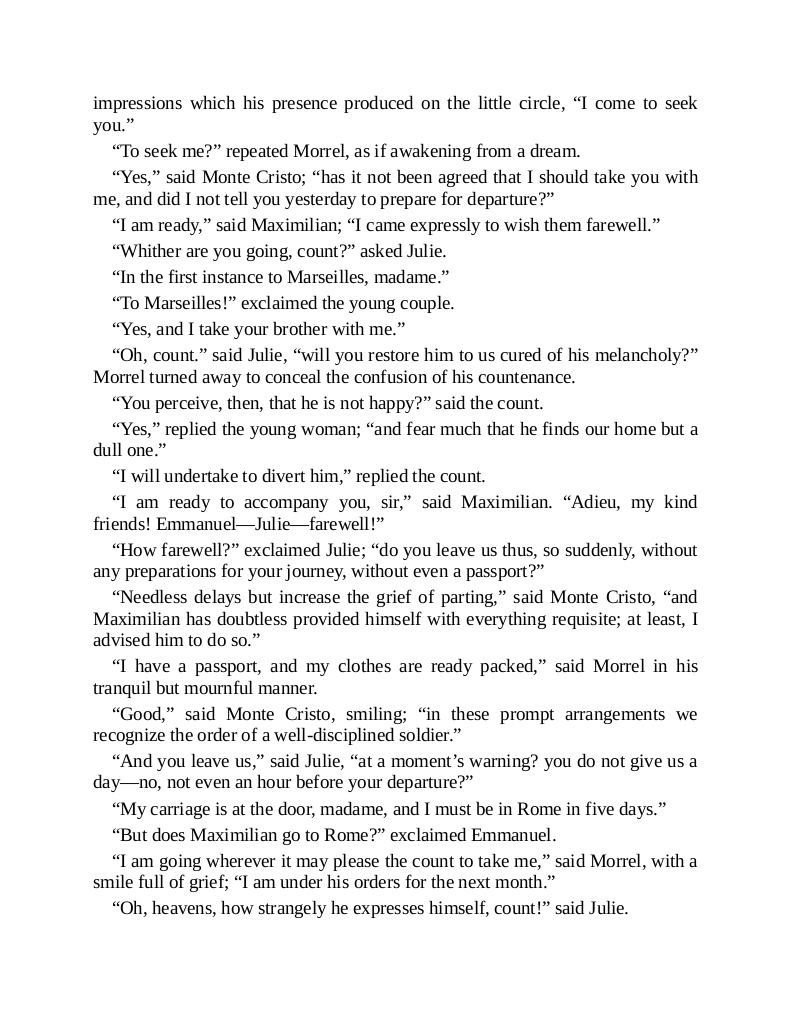 impressions which his presence produced on the little circle, “I come to seek
you.”
“To seek me?” repeated Morrel, as if awakening from a dream.
“Yes,” said Monte Cristo; “has it not been agreed that I should take you with
me, and did I not tell you yesterday to prepare for departure?”
“I am ready,” said Maximilian; “I came expressly to wish them farewell.”
“Whither are you going, count?” asked Julie.
“In the first instance to Marseilles, madame.”
“To Marseilles!” exclaimed the young couple.
“Yes, and I take your brother with me.”
“Oh, count.” said Julie, “will you restore him to us cured of his melancholy?”
Morrel turned away to conceal the confusion of his countenance.
“You perceive, then, that he is not happy?” said the count.
“Yes,” replied the young woman; “and fear much that he finds our home but a
dull one.”
“I will undertake to divert him,” replied the count.
“I am ready to accompany you, sir,” said Maximilian. “Adieu, my kind
friends! Emmanuel—Julie—farewell!”
“How farewell?” exclaimed Julie; “do you leave us thus, so suddenly, without
any preparations for your journey, without even a passport?”
“Needless delays but increase the grief of parting,” said Monte Cristo, “and
Maximilian has doubtless provided himself with everything requisite; at least, I
advised him to do so.”
“I have a passport, and my clothes are ready packed,” said Morrel in his
tranquil but mournful manner.
“Good,” said Monte Cristo, smiling; “in these prompt arrangements we
recognize the order of a well-disciplined soldier.”
“And you leave us,” said Julie, “at a moment’s warning? you do not give us a
day—no, not even an hour before your departure?”
“My carriage is at the door, madame, and I must be in Rome in five days.”
“But does Maximilian go to Rome?” exclaimed Emmanuel.
“I am going wherever it may please the count to take me,” said Morrel, with a
smile full of grief; “I am under his orders for the next month.”
“Oh, heavens, how strangely he expresses himself, count!” said Julie.